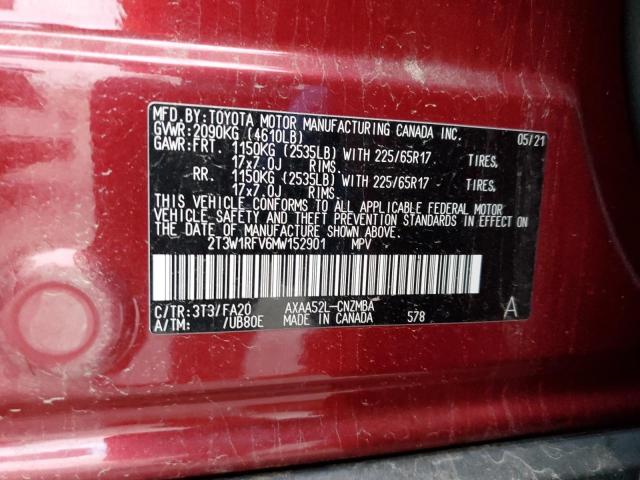 MFD.BY:TOYOTA MOTOR MANUFACTURING CANADA INC. 05/21
GVWR:2090KG (4610LB)
GAWR:FRT. 1150KG (2535LB) WITH 225/65R17 TIRES,
17x7.0J RIMS.
RR. 1150KG (2535LB) WITH 225/65R17 TIRES,
17x7.0J RIMS.
THIS VEHICLE CONFORMS TO ALL APPLICABLE FEDERAL MOTOR
VEHICLE SAFETY AND THEFT PREVENTION STANDARDS IN EFFECT ON
THE DATE OF MANUFACTURE SHOWN ABOVE.
2T3W1RFV6MW152901 MPV
C/TR:3T3/FA20 AXAA52L-CNZMBA
A/TM: /UB80E MADE IN CANADA 578 A